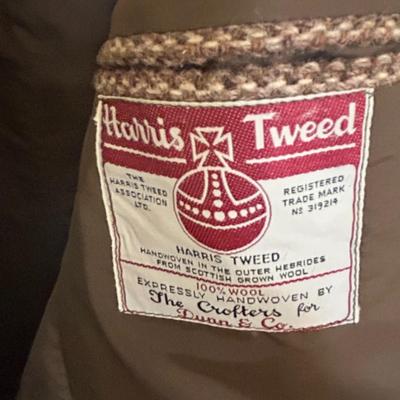 Harris Tweed
THE
HARRIS TWEED
ASSOCIATION
LTD.
REGISTERED
TRADE MARK
No 319214
HARRIS TWEED
HANDWOVEN IN THE OUTER HEBRIDES
FROM SCOTTISH GROWN WOOL
100% WOOL
EXPRESSLY HANDWOVEN BY
The Crofters for
Dunn & Co.